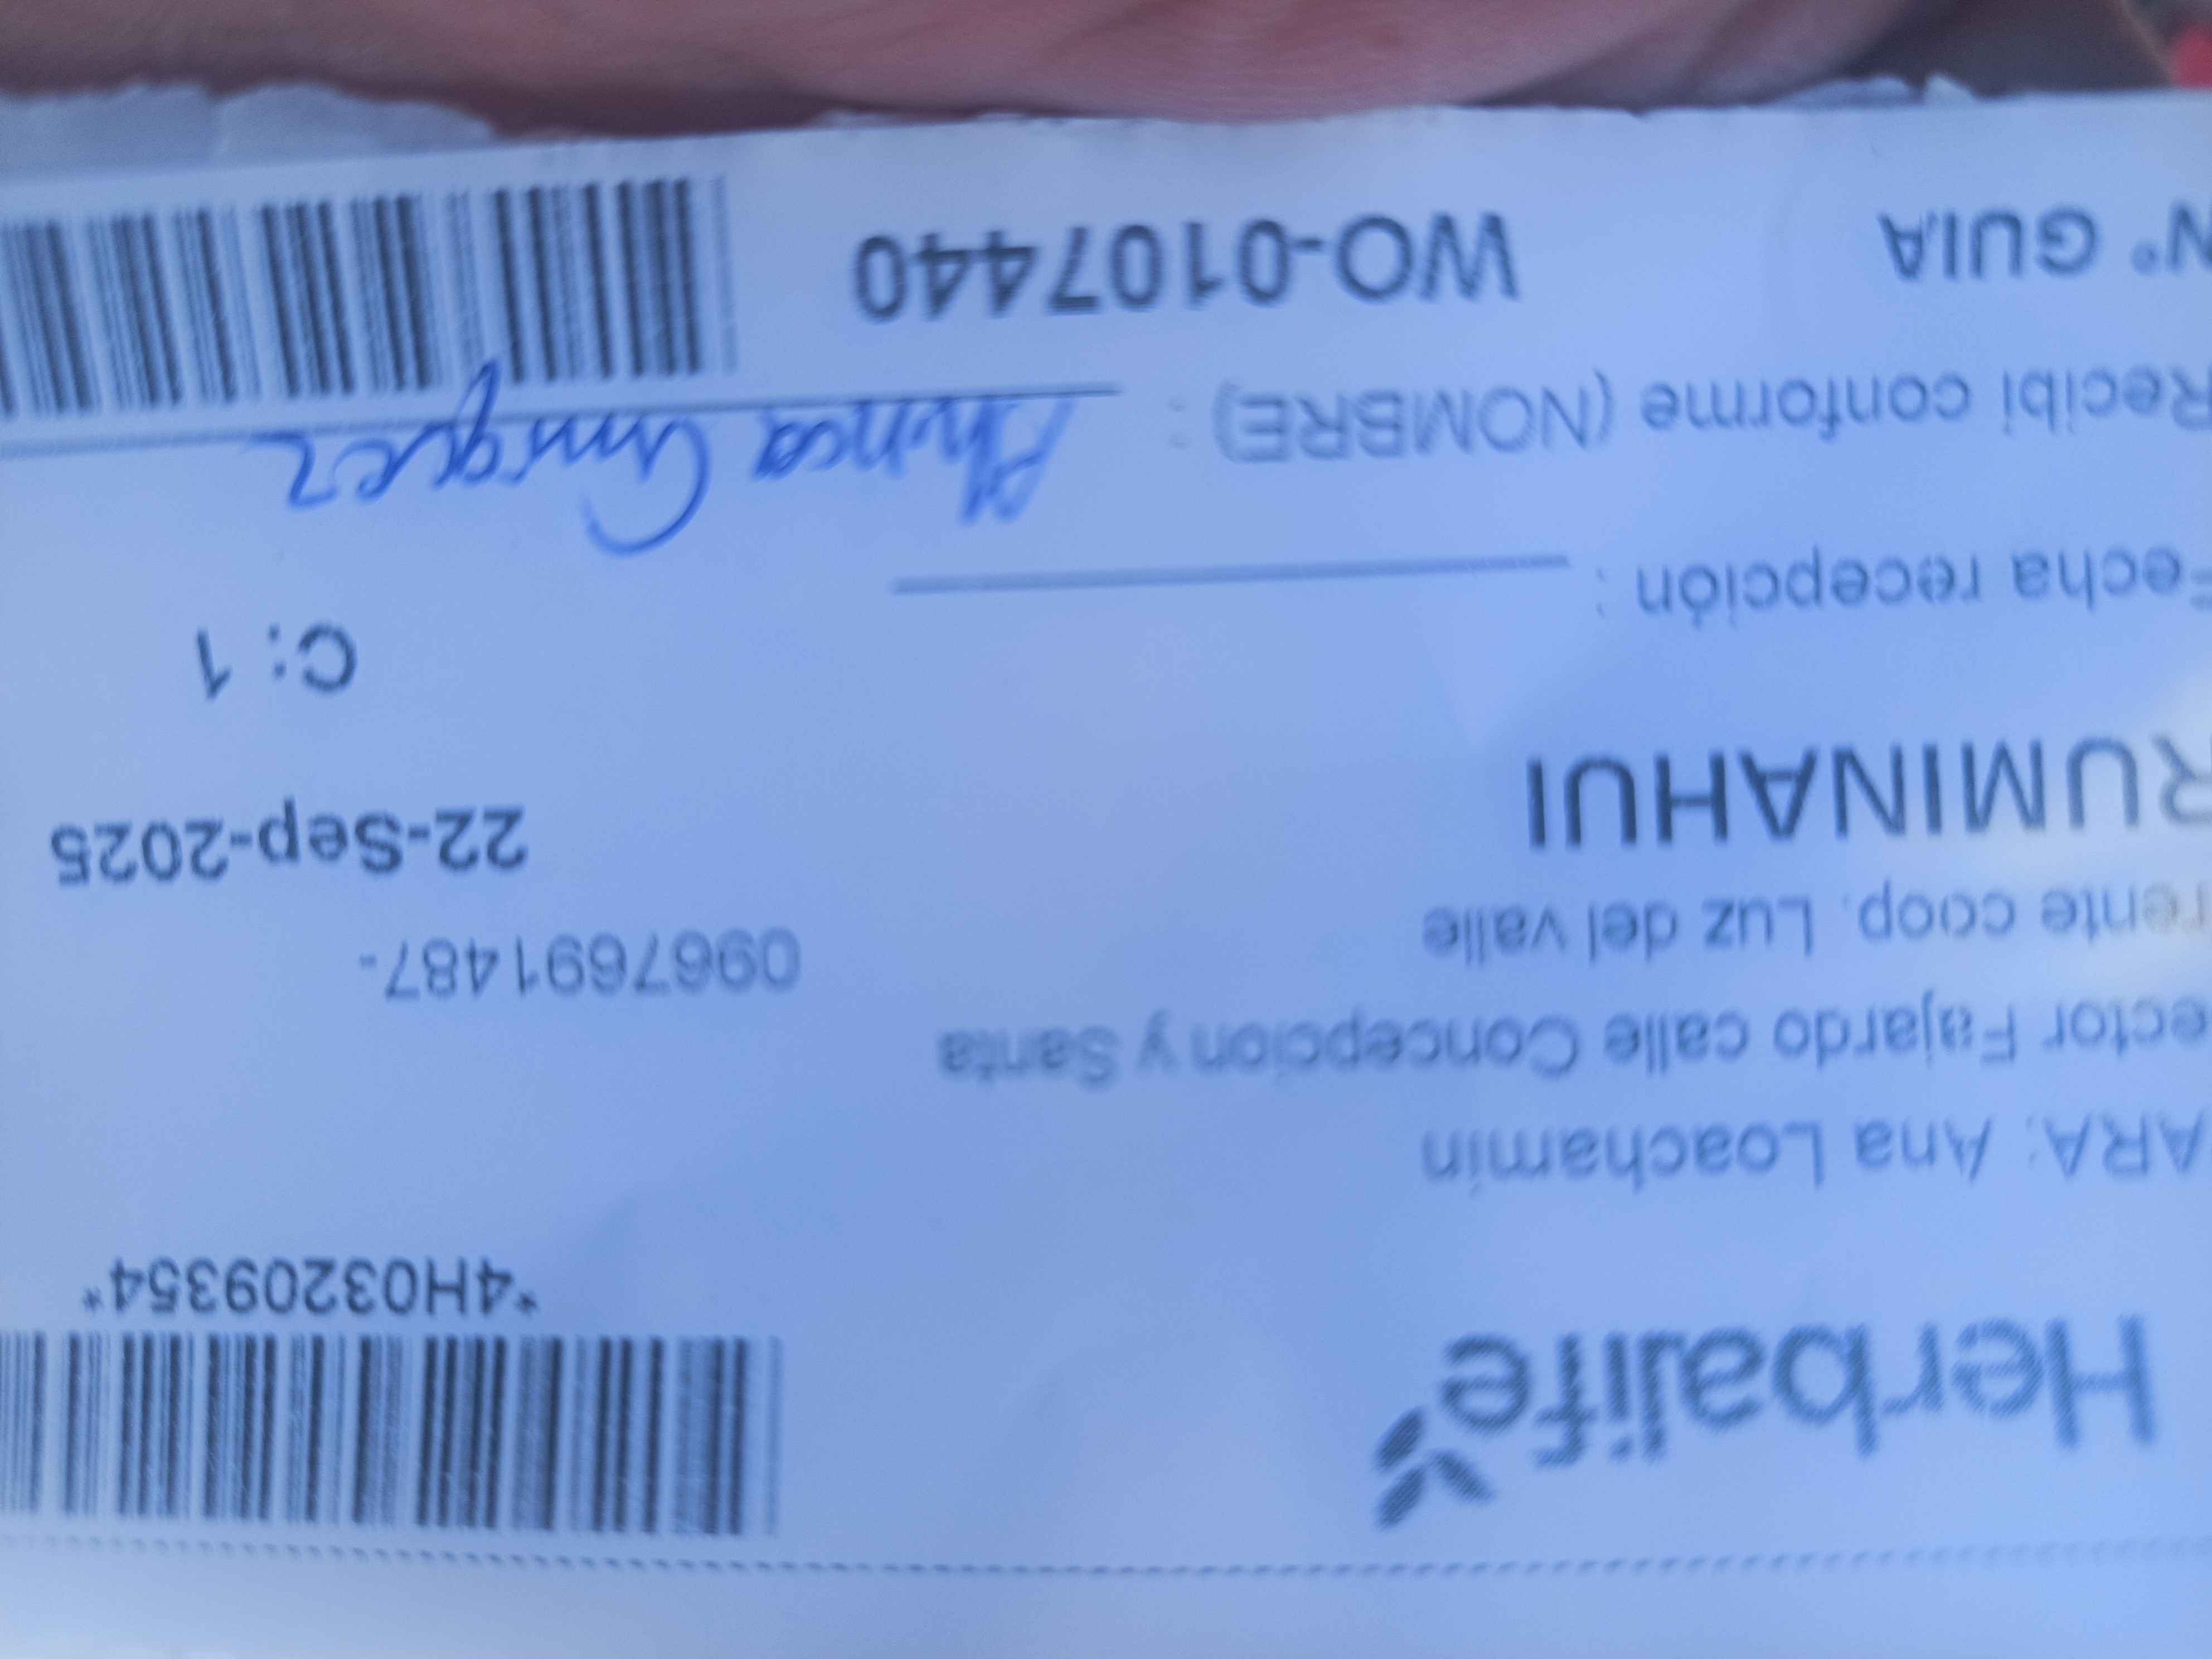 Herbalife
*4H03209354*
ARA: Ana Loachamin
ector Fajardo calle Concepcion y Santa
rente coop. Luz del valle
0967691487-
RUMINAHUI
22-Sep-2025
C: 1
Fecha recepción :
Recibi conforme (NOMBRE) :
N° GUIA WO-0107440